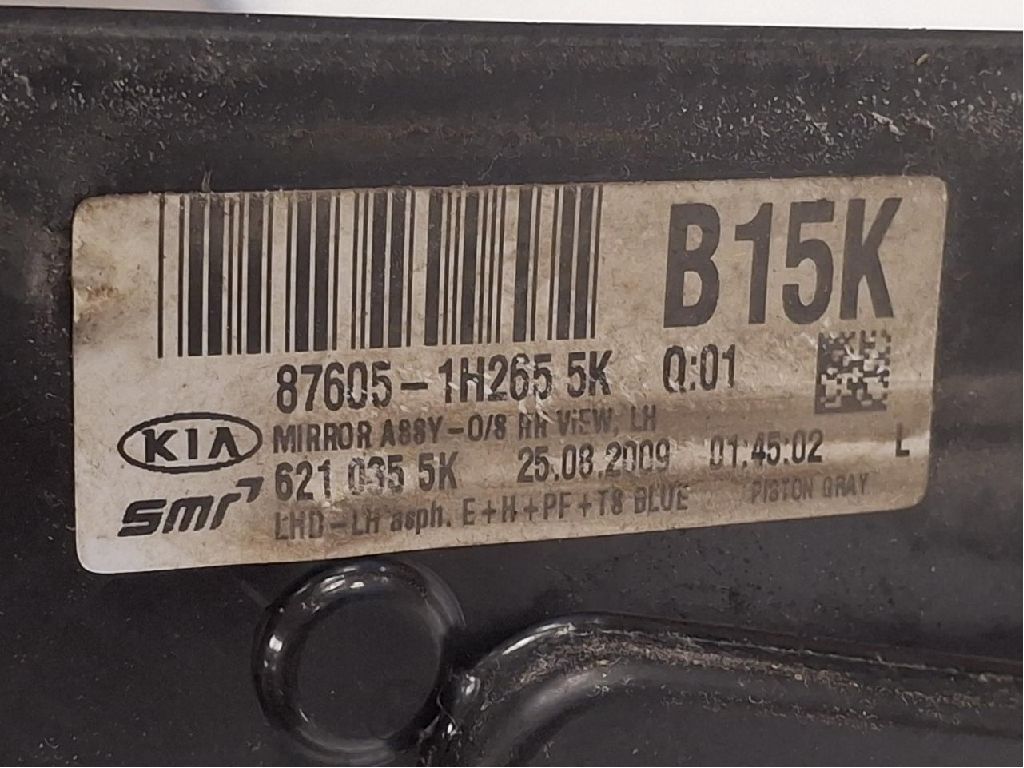 B15K
87605-1H265 5K Q:01
KIA
MIRROR ASSY-O/S RR VIEW, LH
621 035 5K 25.08.2009 01:45:02 L
smr
LHD-LH asph. E+H+PF+TS BLUE PISTON GRAY